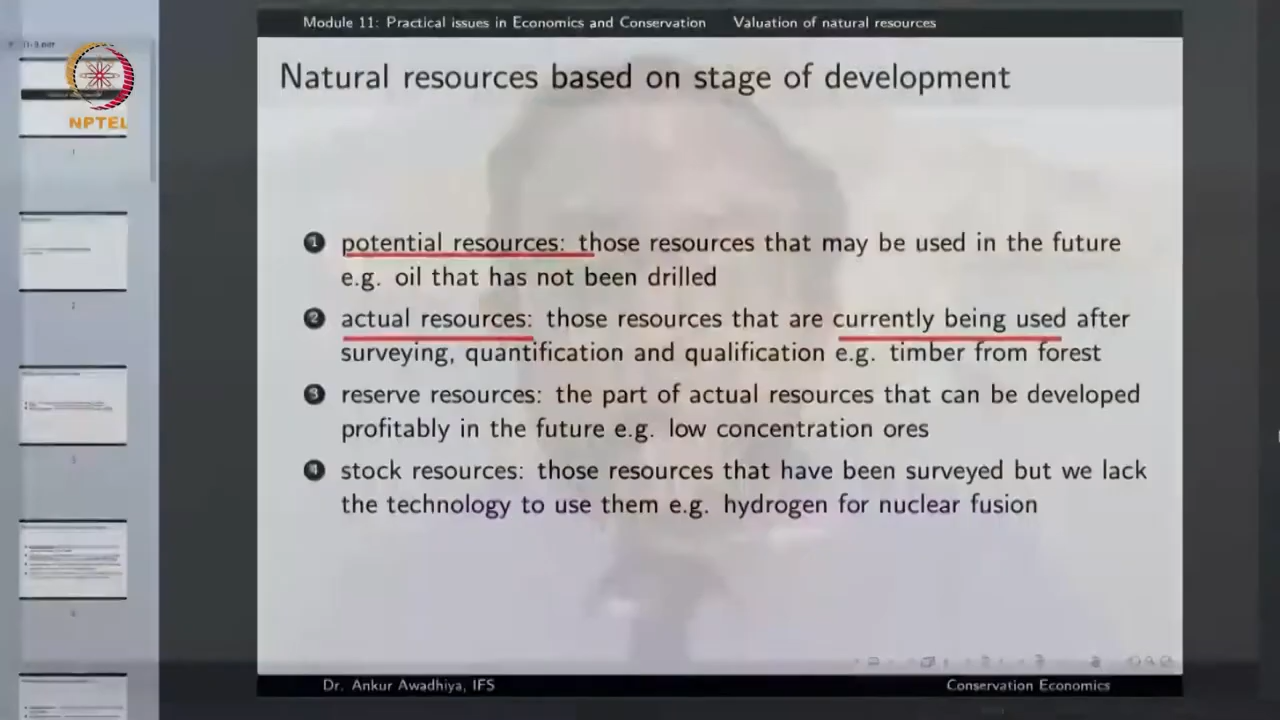 Module 11: Practical issues in Economics and Conservation Valuation of natural resources
NPTEL
Natural resources based on stage of development
1 potential resources: those resources that may be used in the future
e.g. oil that has not been drilled
2 actual resources: those resources that are currently being used after
surveying, quantification and qualification e.g. timber from forest
3 reserve resources: the part of actual resources that can be developed
profitably in the future e.g. low concentration ores
4 stock resources: those resources that have been surveyed but we lack
the technology to use them e.g. hydrogen for nuclear fusion
Dr. Ankur Awadhiya, IFS Conservation Economics